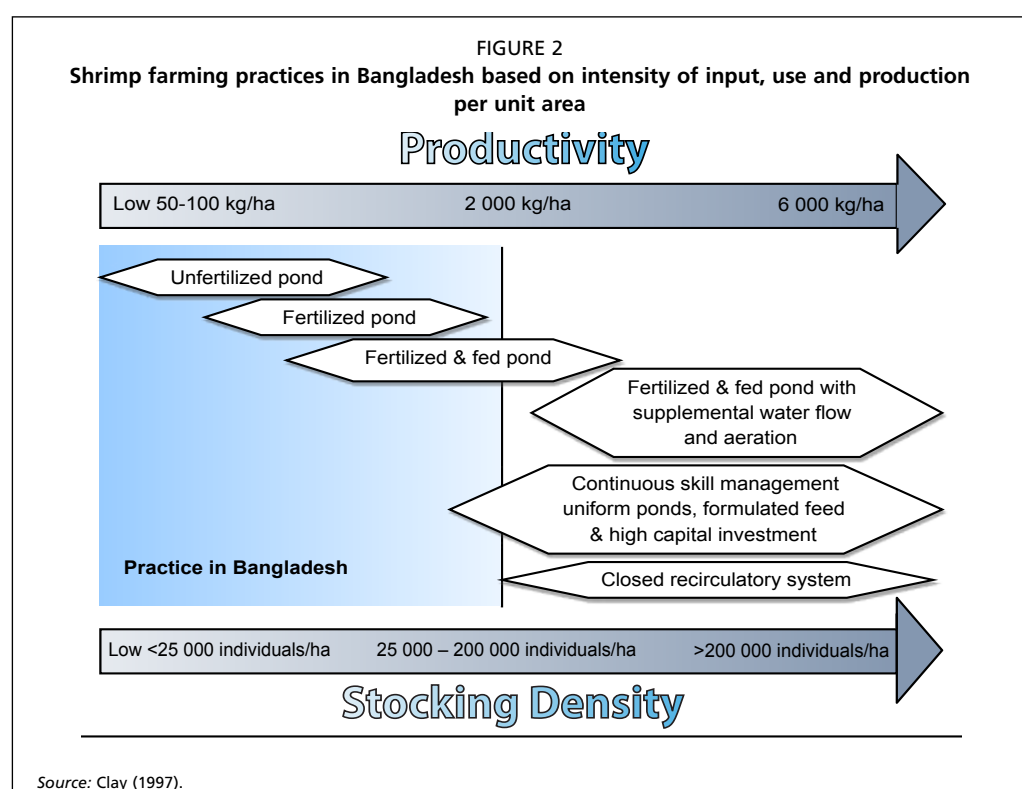 FIGURE 2
Shrimp farming practices in Bangladesh based on intensity of input, use and production
per unit area
Productivity
Low 50-100 kg/ha 2 000 kg/ha 6 000 kg/ha
Unfertilized pond
Fertilized pond
Fertilized & fed pond
Fertilized & fed pond with
supplemental water flow
and aeration
Continuous skill management
uniform ponds, formulated feed
& high capital investment
Practice in Bangladesh
Closed recirculatory system
Low <25 000 individuals/ha 25 000 – 200 000 individuals/ha >200 000 individuals/ha
Stocking Density
Source: Clay (1997).